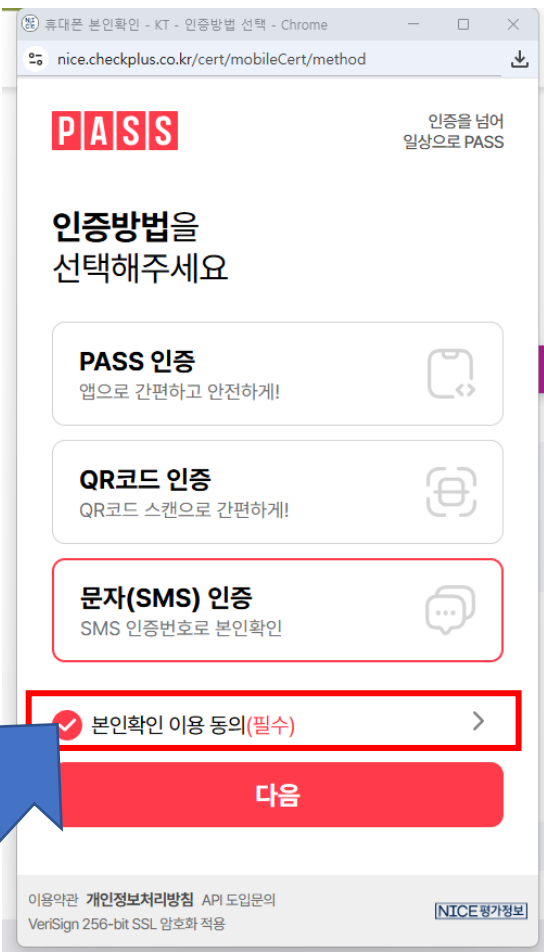 휴대폰 본인확인 - KT - 인증방법 선택 - Chrome
nice.checkplus.co.kr/cert/mobileCert/method
PASS
인증을 넘어
일상으로 PASS
인증방법을
선택해주세요
PASS 인증
앱으로 간편하고 안전하게!
QR코드 인증
QR코드 스캔으로 간편하게!
문자(SMS) 인증
SMS 인증번호로 본인확인
본인확인 이용 동의(필수)
다음
이용약관 개인정보처리방침 API 도입문의
VeriSign 256-bit SSL 암호화 적용
NICE평가정보